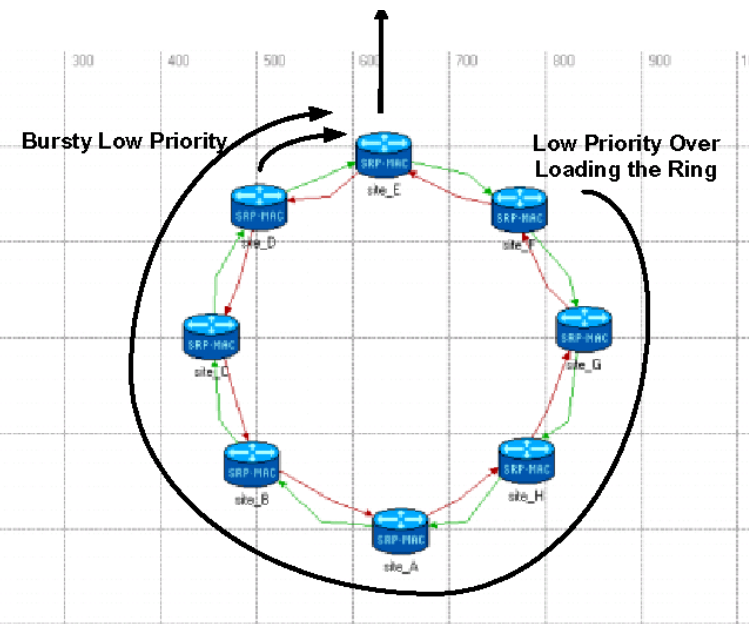 300 400 500 600 700 800 900
Bursty Low Priority
Low Priority Over
Loading the Ring
SRP-MAC
site_E
SRP-MAC
site_D
SRP-MAC
site_F
SRP-MAC
site_C
SRP-MAC
site_G
SRP-MAC
site_B
SRP-MAC
site_H
SRP-MAC
site_A